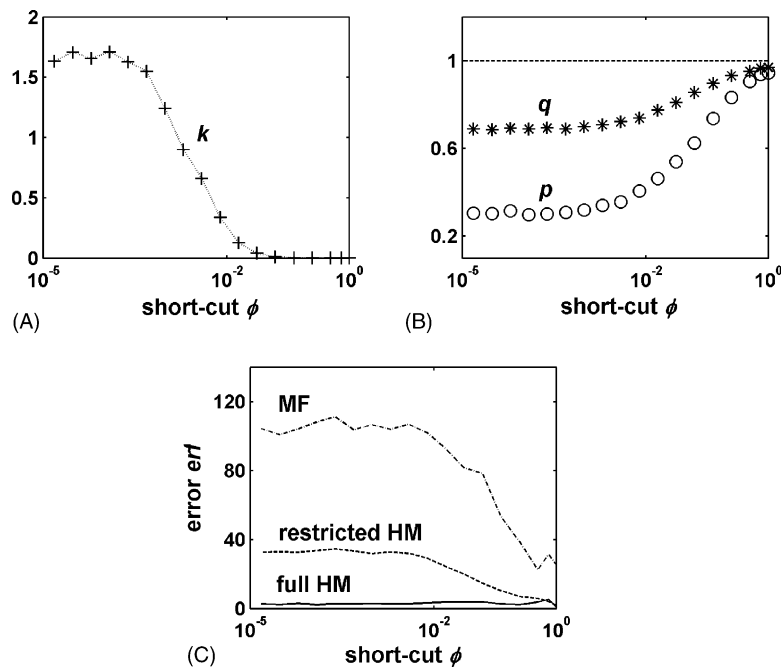 2
1.5
1
0.5
0
k
10^-5
10^-2
10^0
short-cut ϕ
(A)
1
0.6
0.2
q
p
10^-5
10^-2
10^0
short-cut ϕ
(B)
120
80
40
0
error er1
MF
restricted HM
full HM
10^-5
10^-2
10^0
short-cut ϕ
(C)